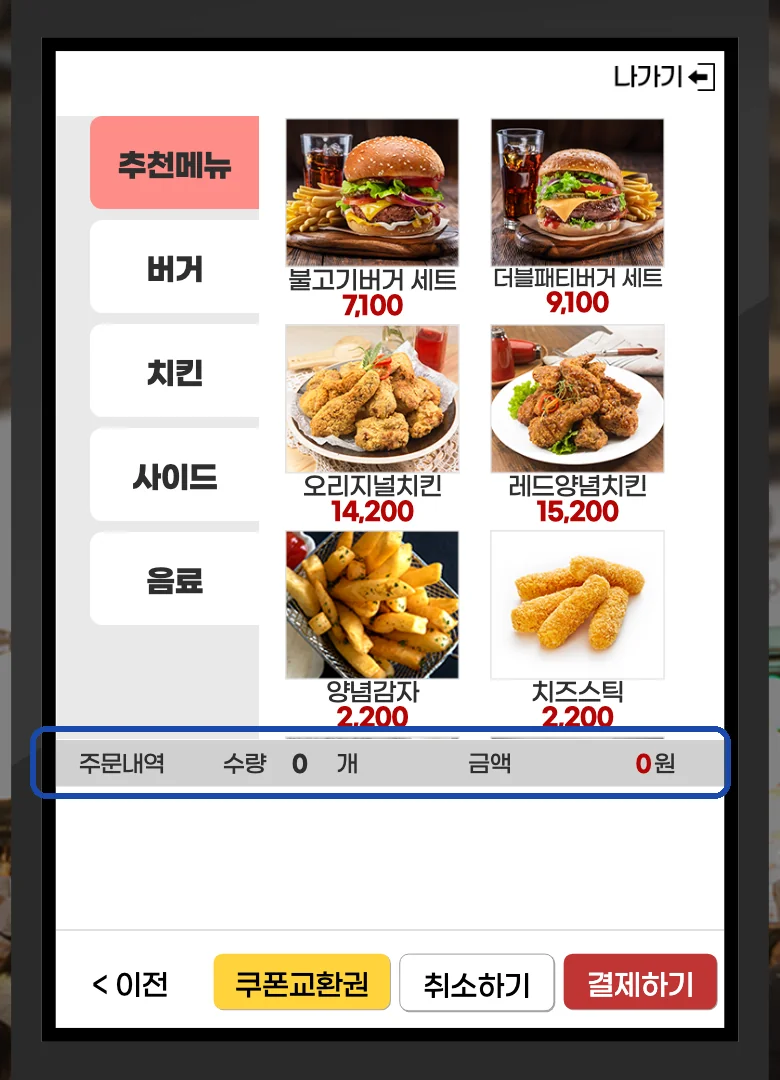 나가기
추천메뉴
버거
치킨
사이드
음료
불고기버거 세트
7,100
더블패티버거 세트
9,100
오리지널치킨
14,200
레드양념치킨
15,200
양념감자
2,200
치즈스틱
2,200
주문내역 수량 0 개 금액 0원
< 이전
쿠폰교환권
취소하기
결제하기